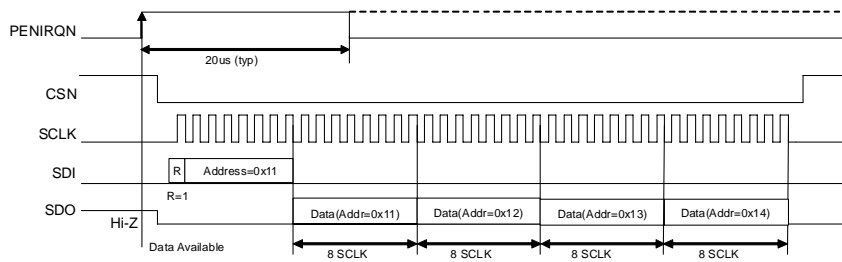 PENIRQN
20us (typ)
CSN
SCLK
SDI
R
Address=0x11
R=1
SDO
Data(Addr=0x11)
Data(Addr=0x12)
Data(Addr=0x13)
Data(Addr=0x14)
Hi-Z
Data Available
8 SCLK
8 SCLK
8 SCLK
8 SCLK